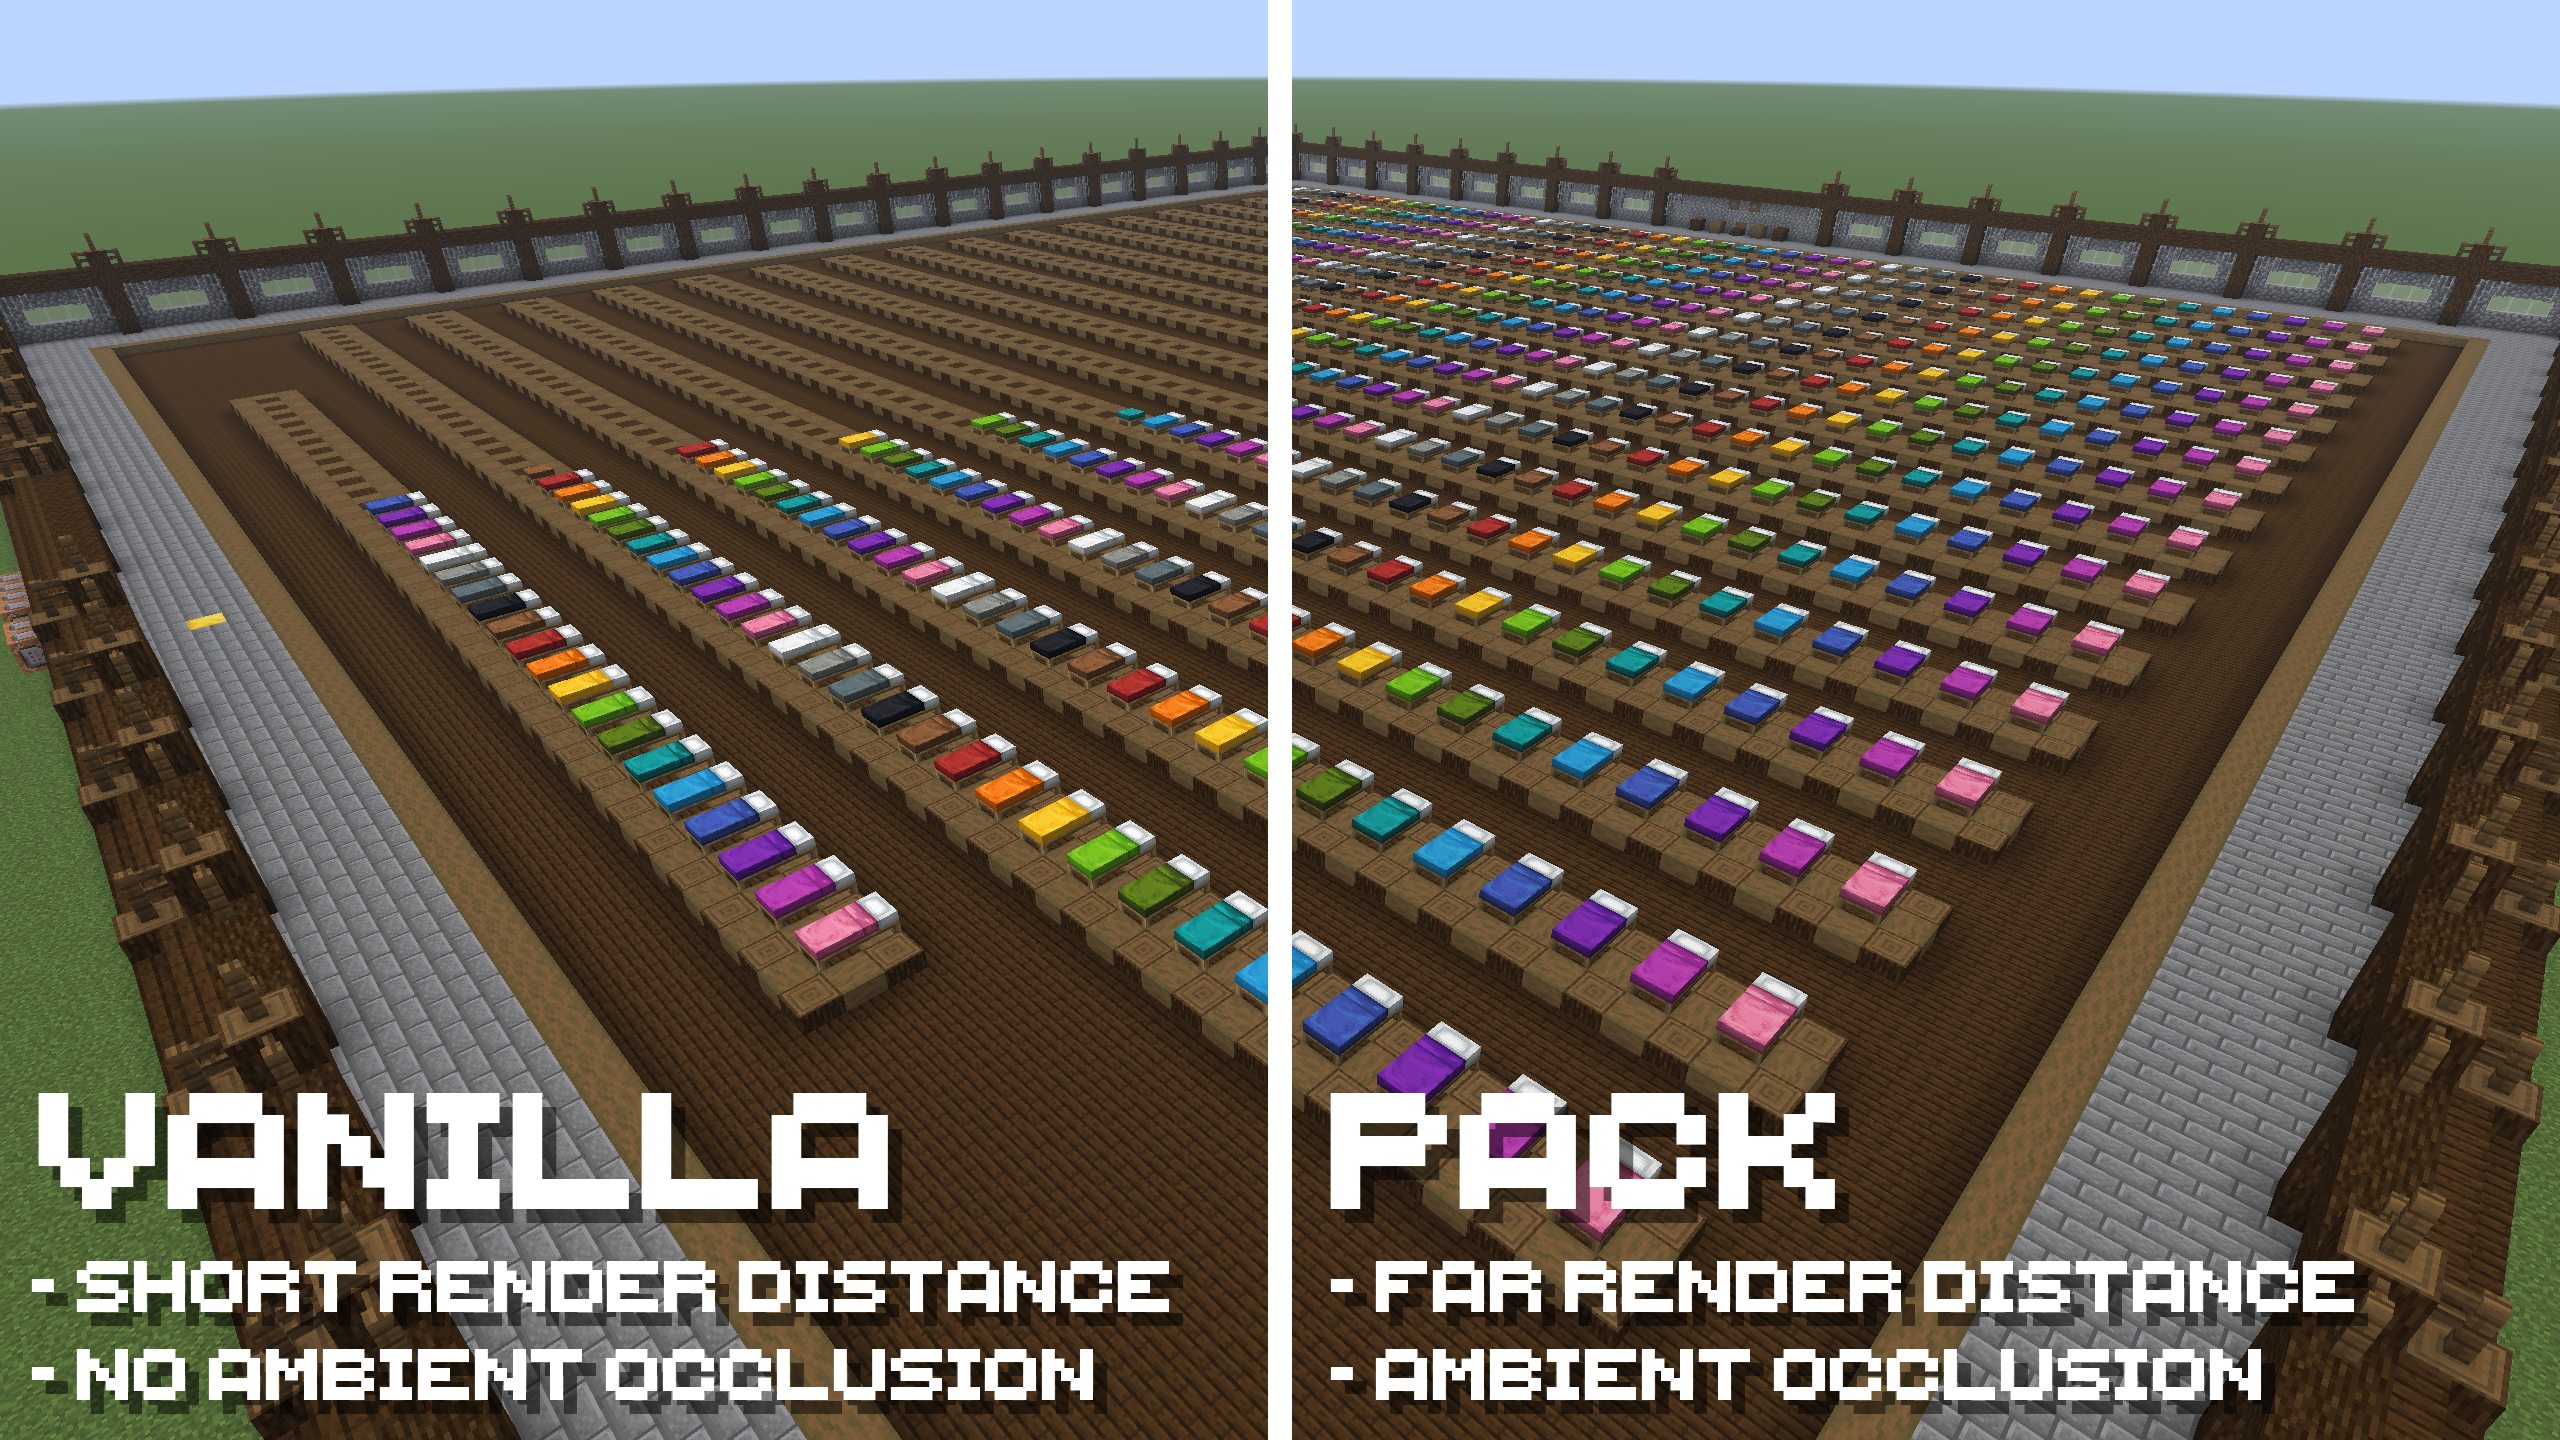 VANILLA
- SHORT RENDER DISTANCE
- NO AMBIENT OCCLUSION
PACK
- FAR RENDER DISTANCE
- AMBIENT OCCLUSION